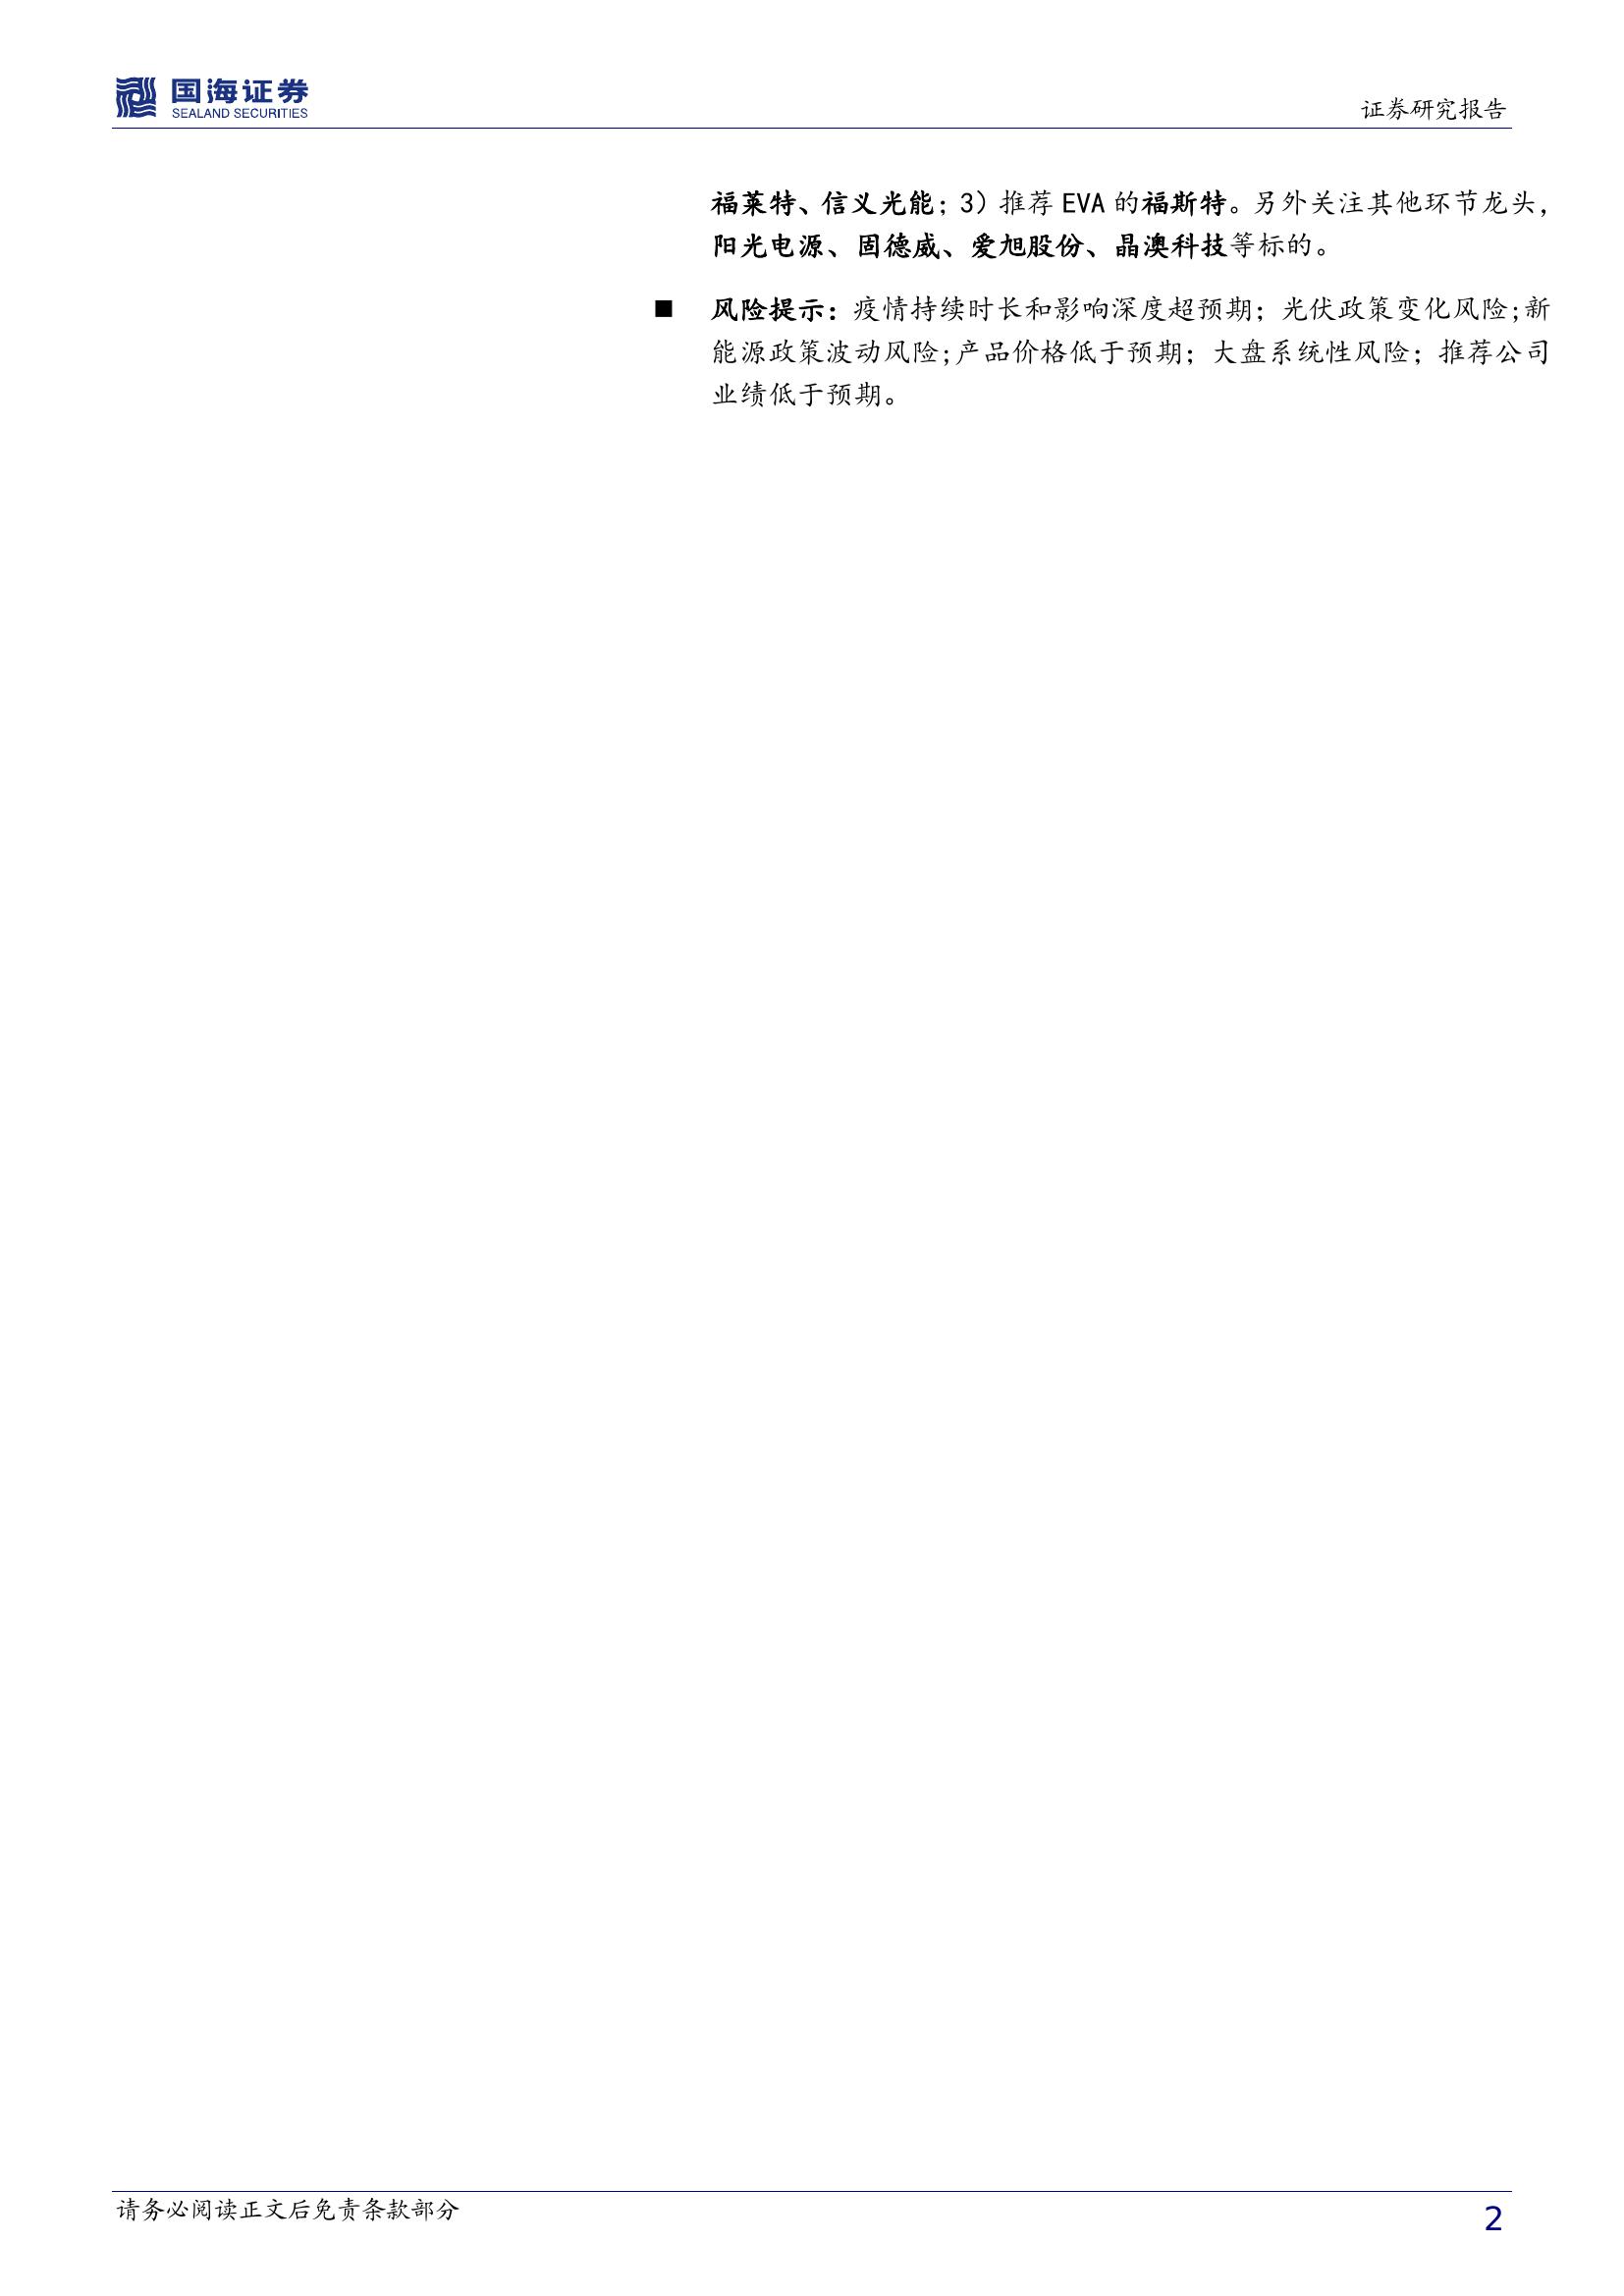 国海证券
SEALAND SECURITIES
证券研究报告
福莱特、信义光能；3）推荐 EVA 的福斯特。另外关注其他环节龙头，
阳光电源、固德威、爱旭股份、晶澳科技等标的。
■ 风险提示：疫情持续时长和影响深度超预期；光伏政策变化风险;新
能源政策波动风险;产品价格低于预期；大盘系统性风险；推荐公司
业绩低于预期。
请务必阅读正文后免责条款部分
2